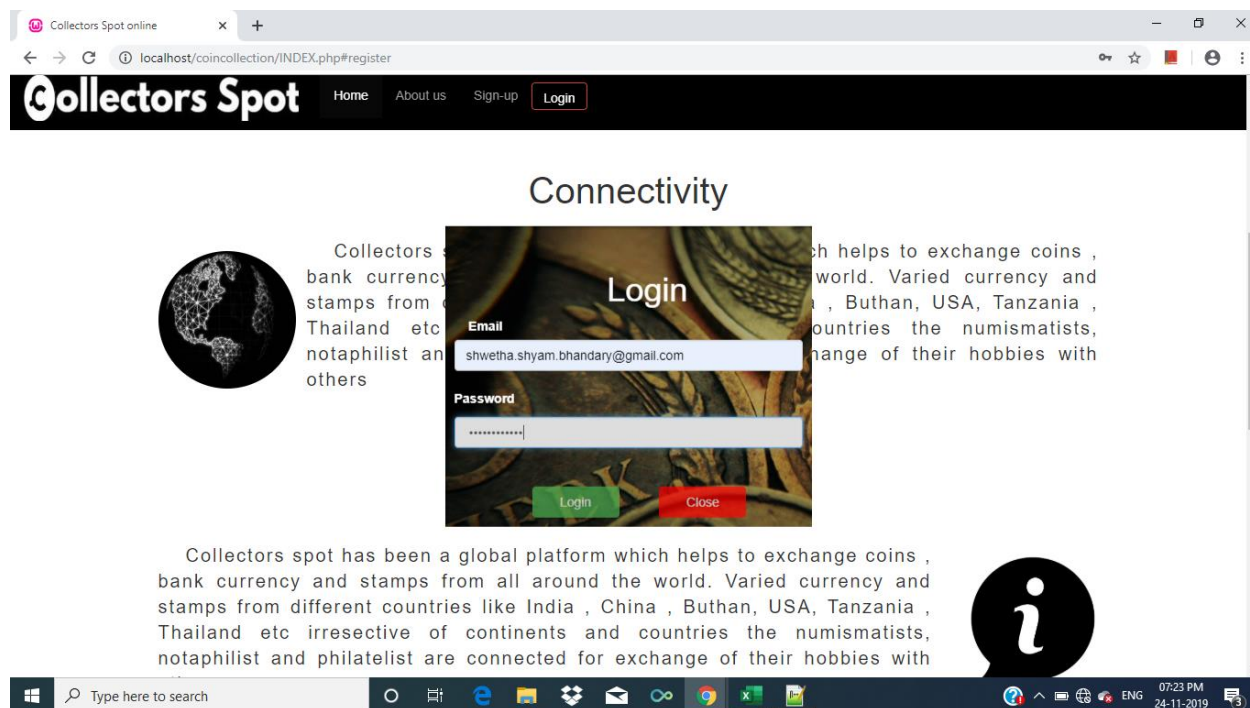 Collectors Spot online
localhost/coincollection/INDEX.php#register
Collectors Spot Home About us Sign-up Login
Connectivity
Collectors ch helps to exchange coins ,
bank currency world. Varied currency and
stamps from , Buthan, USA, Tanzania ,
Thailand etc ountries the numismatists,
notaphilist an hange of their hobbies with
others
Login
Email
shwetha.shyam.bhandary@gmail.com
Password
••••••••••••
Login Close
Collectors spot has been a global platform which helps to exchange coins ,
bank currency and stamps from all around the world. Varied currency and
stamps from different countries like India , China , Buthan, USA, Tanzania ,
Thailand etc irresective of continents and countries the numismatists,
notaphilist and philatelist are connected for exchange of their hobbies with
i
Type here to search
ENG
07:23 PM
24-11-2019
3